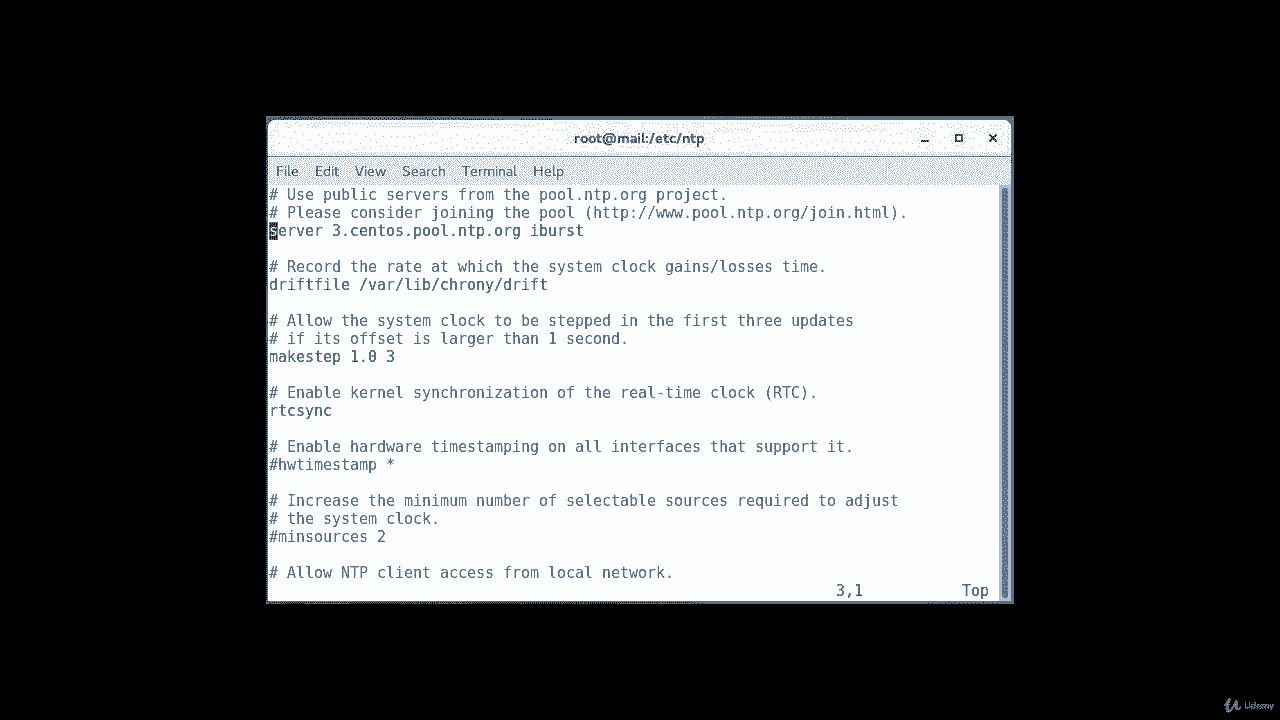 root@mail:/etc/ntp
File Edit View Search Terminal Help
# Use public servers from the pool.ntp.org project.
# Please consider joining the pool (http://www.pool.ntp.org/join.html).
server 3.centos.pool.ntp.org iburst
# Record the rate at which the system clock gains/losses time.
driftfile /var/lib/chrony/drift
# Allow the system clock to be stepped in the first three updates
# if its offset is larger than 1 second.
makestep 1.0 3
# Enable kernel synchronization of the real-time clock (RTC).
rtcsync
# Enable hardware timestamping on all interfaces that support it.
#hwtimestamp *
# Increase the minimum number of selectable sources required to adjust
# the system clock.
#minsources 2
# Allow NTP client access from local network.
3,1 Top
Udemy